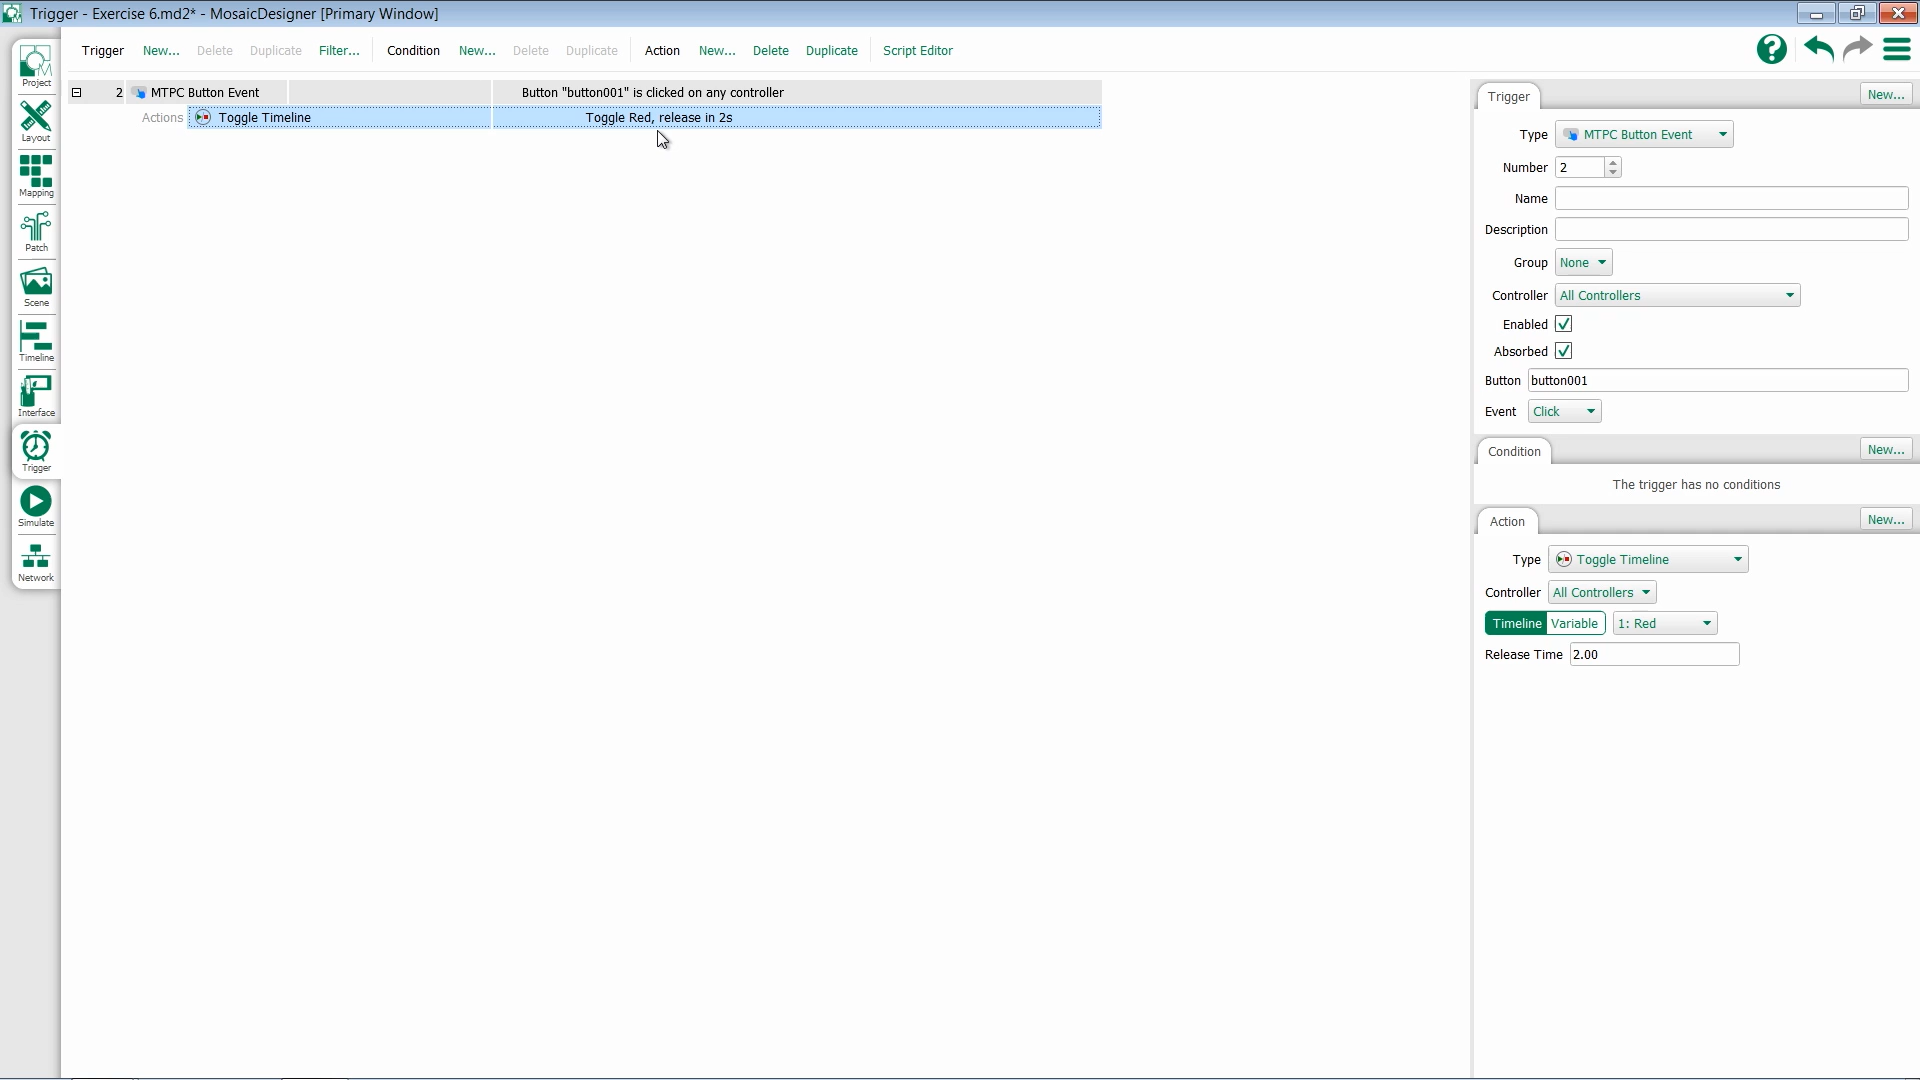 Trigger - Exercise 6.md2* - MosaicDesigner [Primary Window]
Trigger New... Delete Duplicate Filter... Condition New... Delete Duplicate Action New... Delete Duplicate Script Editor
Project
Layout
Mapping
Patch
Scene
Timeline
Interface
Trigger
Simulate
Network
2 MTPC Button Event Button "button001" is clicked on any controller
Actions Toggle Timeline Toggle Red, release in 2s
Trigger New...
Type MTPC Button Event
Number 2
Name
Description
Group None
Controller All Controllers
Enabled
Absorbed
Button button001
Event Click
Condition New...
The trigger has no conditions
Action New...
Type Toggle Timeline
Controller All Controllers
Timeline Variable 1: Red
Release Time 2.00